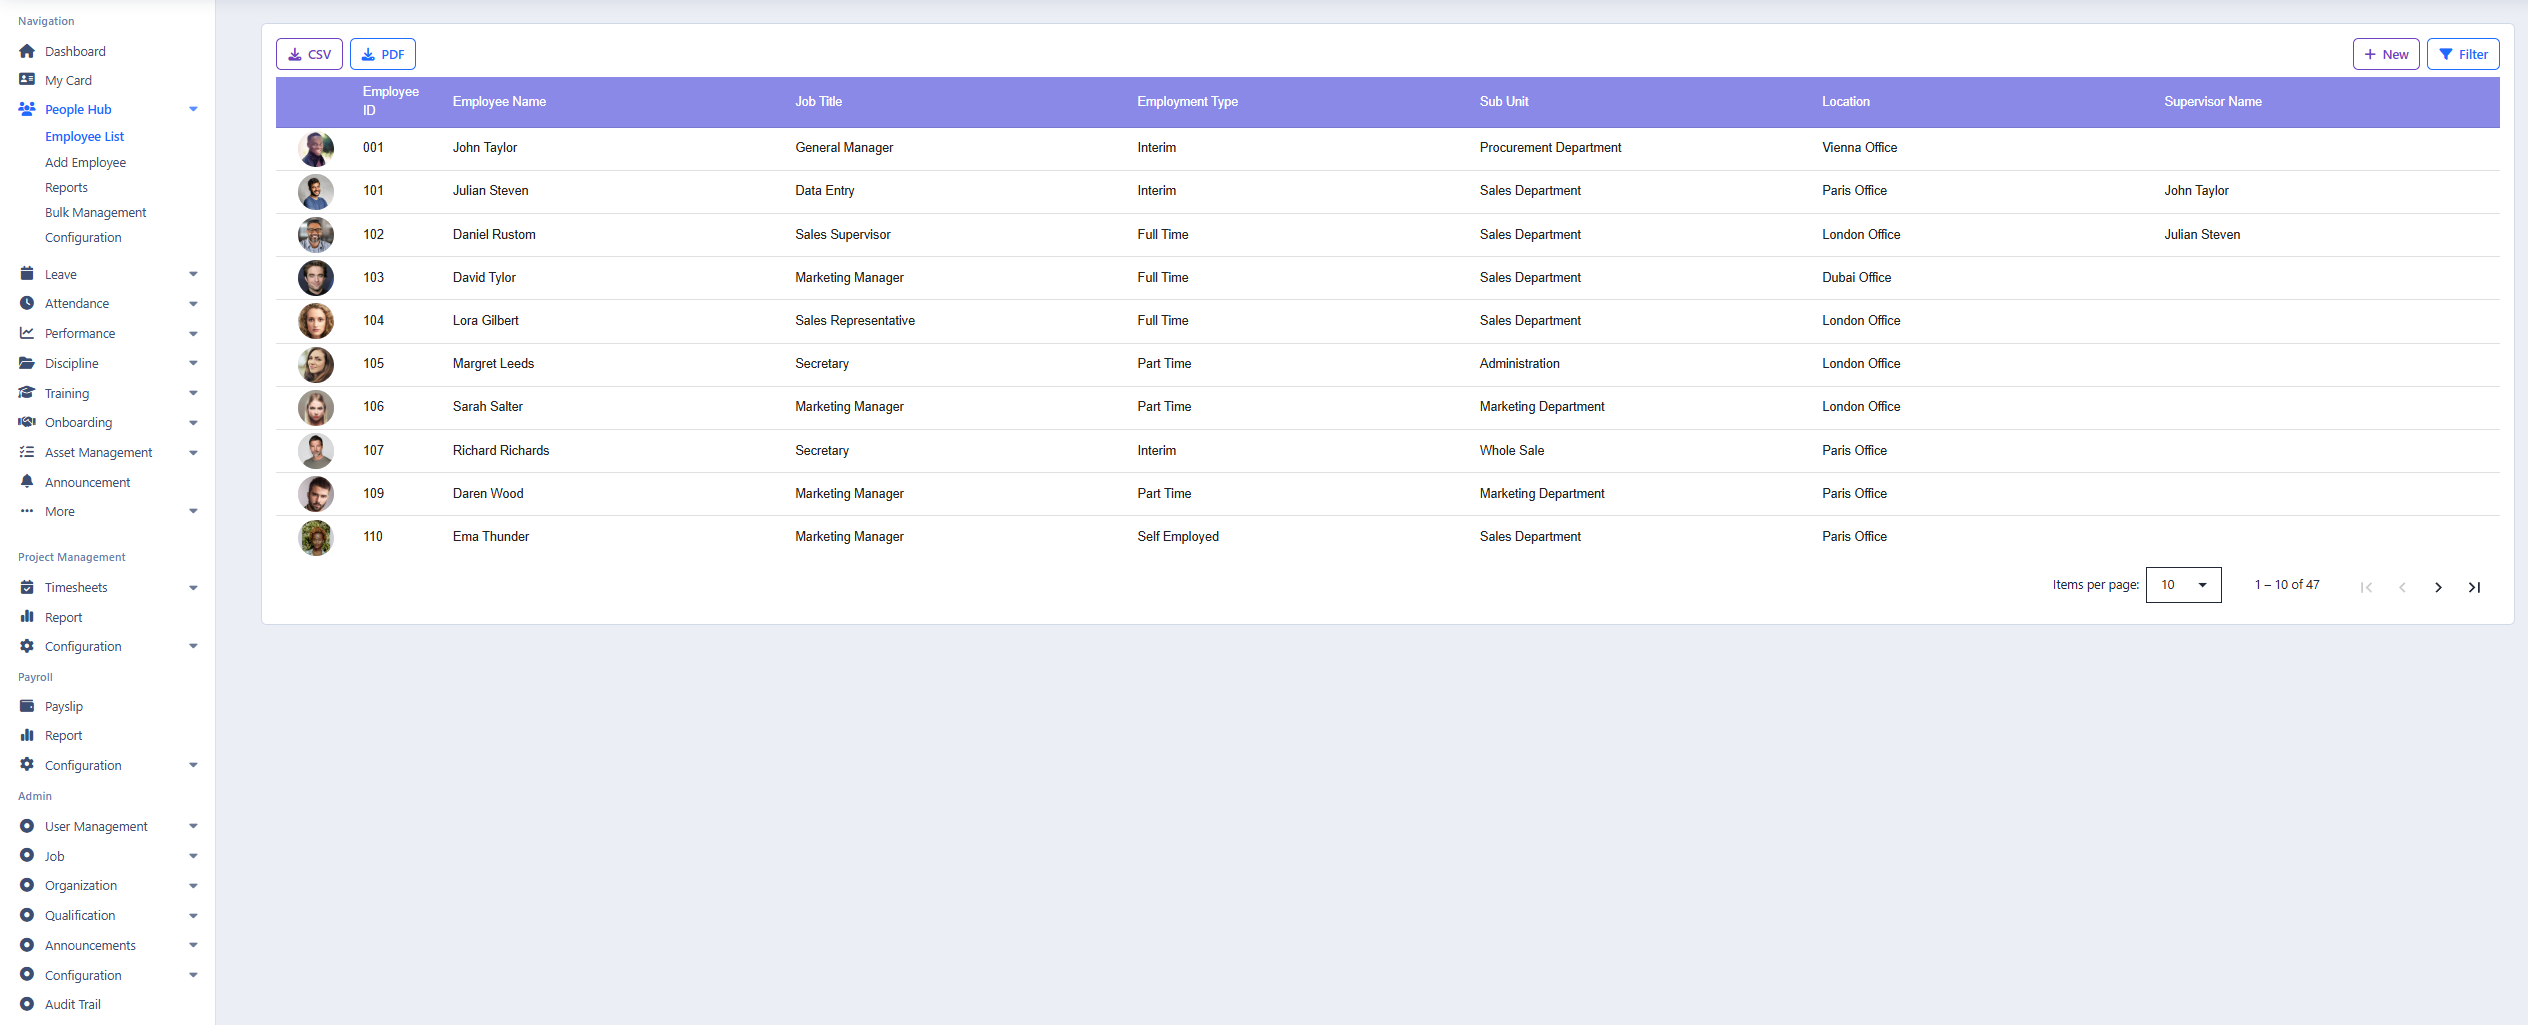 Navigation
Dashboard
My Card
People Hub
Employee List
Add Employee
Reports
Bulk Management
Configuration
Leave
Attendance
Performance
Discipline
Training
Onboarding
Asset Management
Announcement
More
Project Management
Timesheets
Report
Configuration
Payroll
Payslip
Report
Configuration
Admin
User Management
Job
Organization
Qualification
Announcements
Configuration
Audit Trail
CSV PDF New Filter
Employee ID Employee Name Job Title Employment Type Sub Unit Location Supervisor Name
001 John Taylor General Manager Interim Procurement Department Vienna Office
101 Julian Steven Data Entry Interim Sales Department Paris Office John Taylor
102 Daniel Rustom Sales Supervisor Full Time Sales Department London Office Julian Steven
103 David Tylor Marketing Manager Full Time Sales Department Dubai Office
104 Lora Gilbert Sales Representative Full Time Sales Department London Office
105 Margret Leeds Secretary Part Time Administration London Office
106 Sarah Salter Marketing Manager Part Time Marketing Department London Office
107 Richard Richards Secretary Interim Whole Sale Paris Office
109 Daren Wood Marketing Manager Part Time Marketing Department Paris Office
110 Ema Thunder Marketing Manager Self Employed Sales Department Paris Office
Items per page: 10 1 – 10 of 47